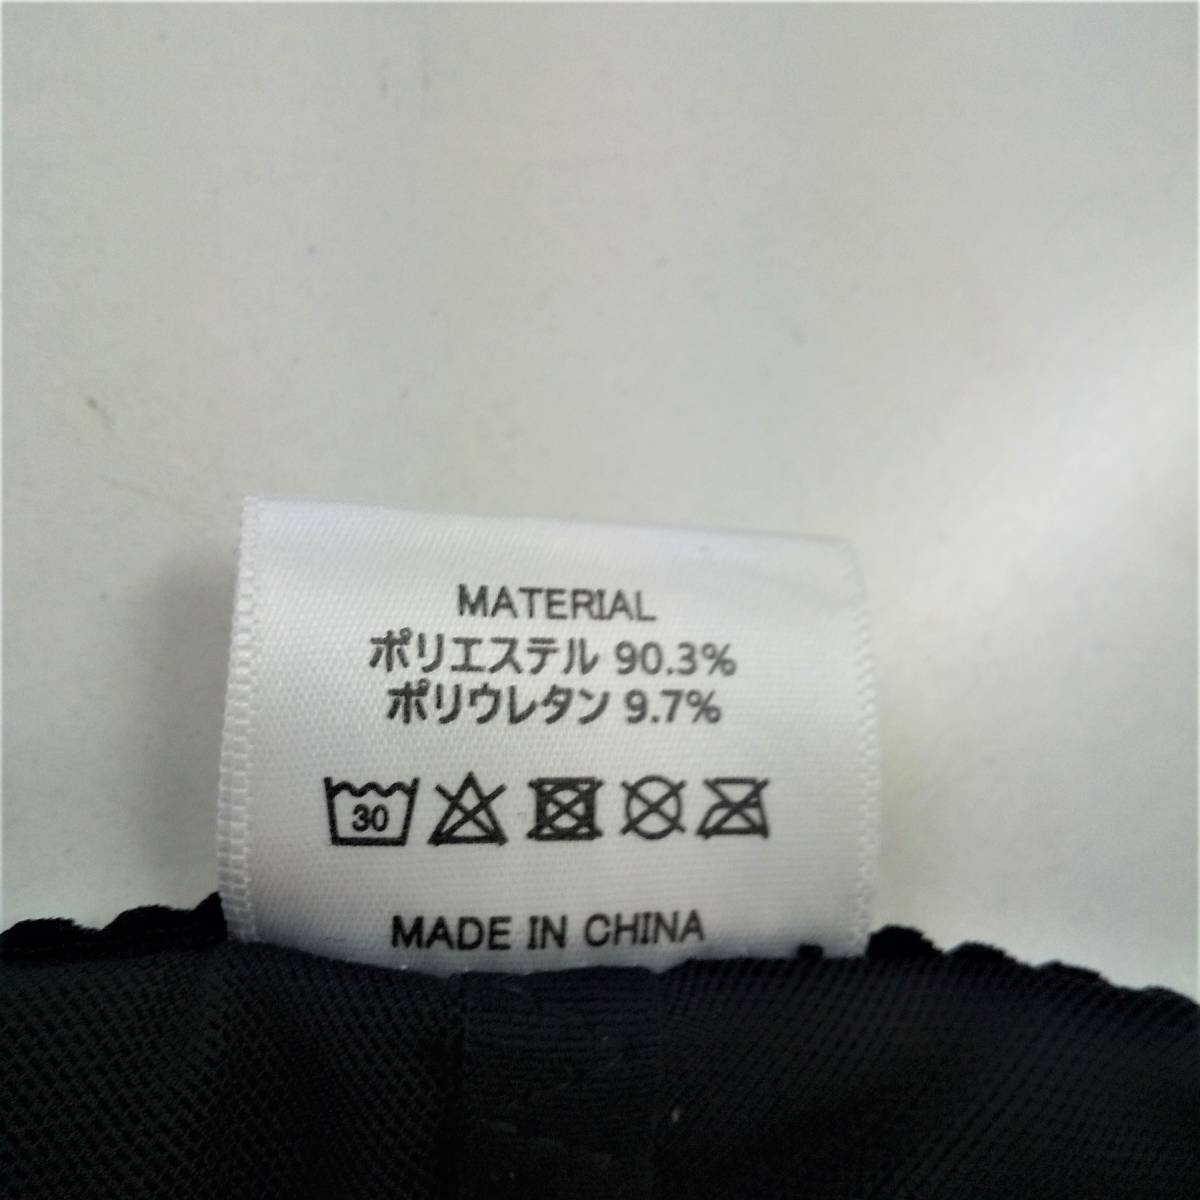 MATERIAL
ポリエステル 90.3%
ポリウレタン 9.7%
30
MADE IN CHINA